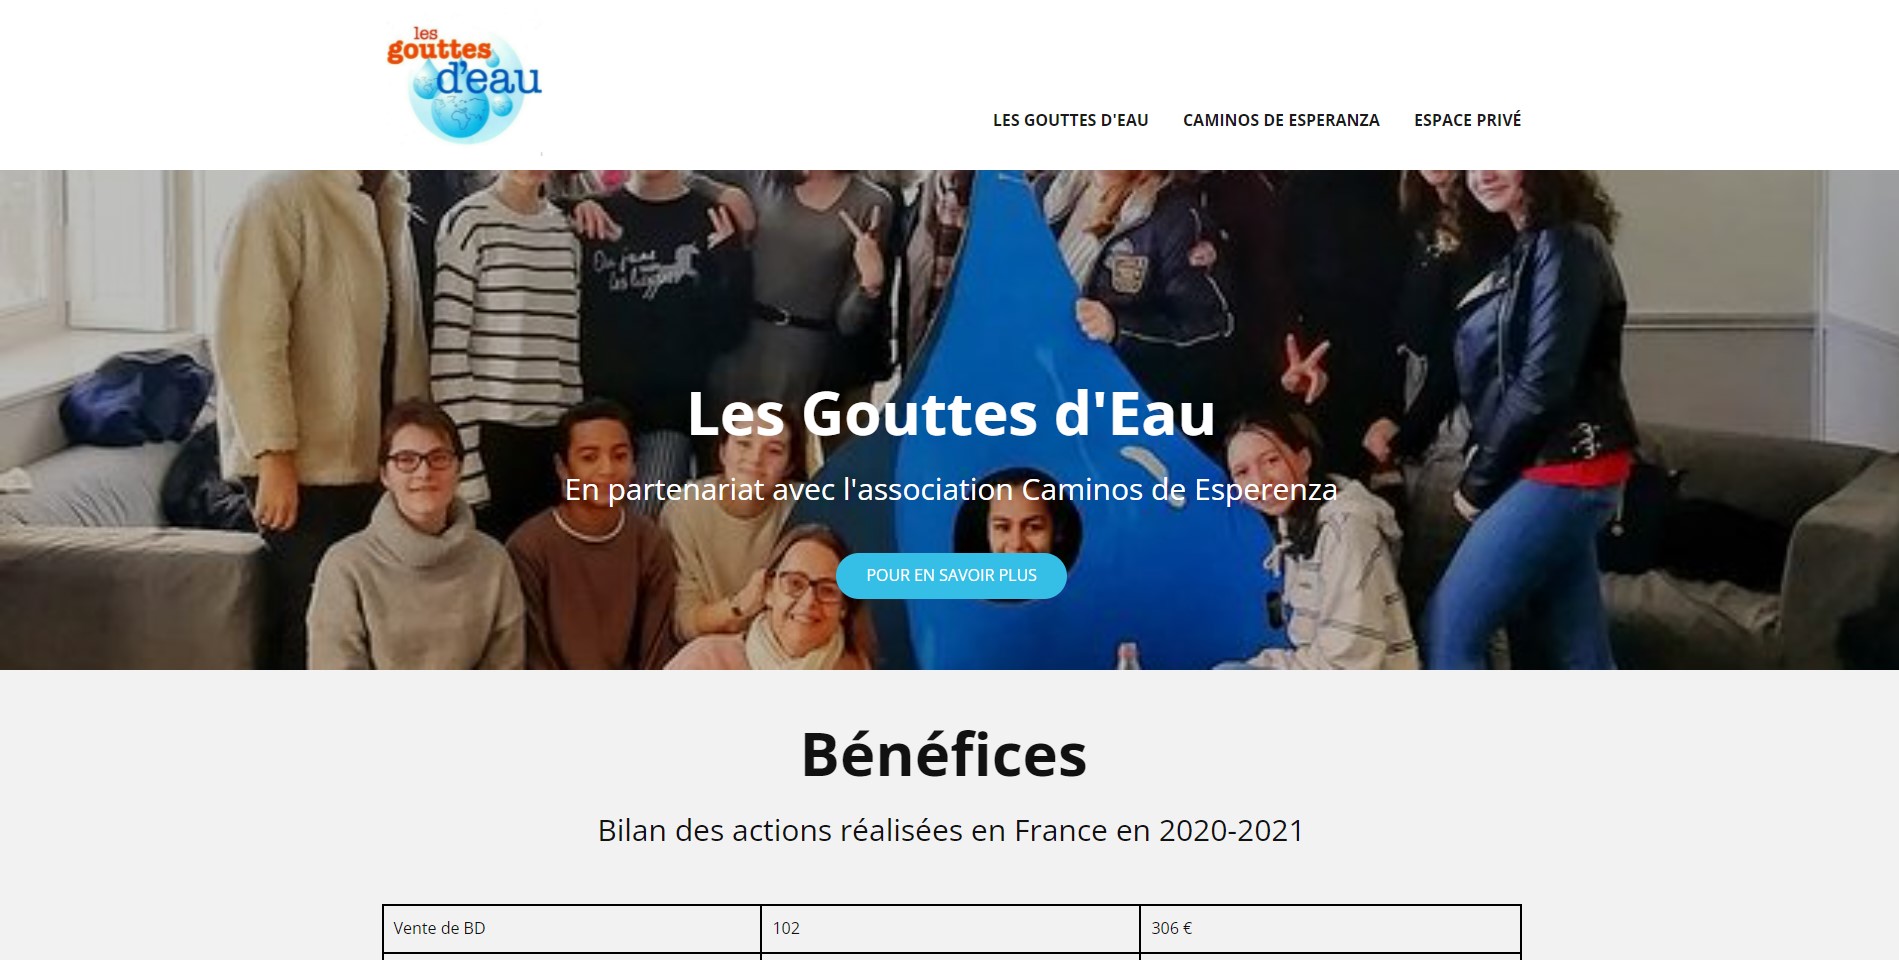 les
gouttes
d'eau
LES GOUTTES D'EAU
CAMINOS DE ESPERANZA
ESPACE PRIVÉ
Les Gouttes d'Eau
En partenariat avec l'association Caminos de Esperenza
POUR EN SAVOIR PLUS
Bénéfices
Bilan des actions réalisées en France en 2020-2021
Vente de BD
102
306 €